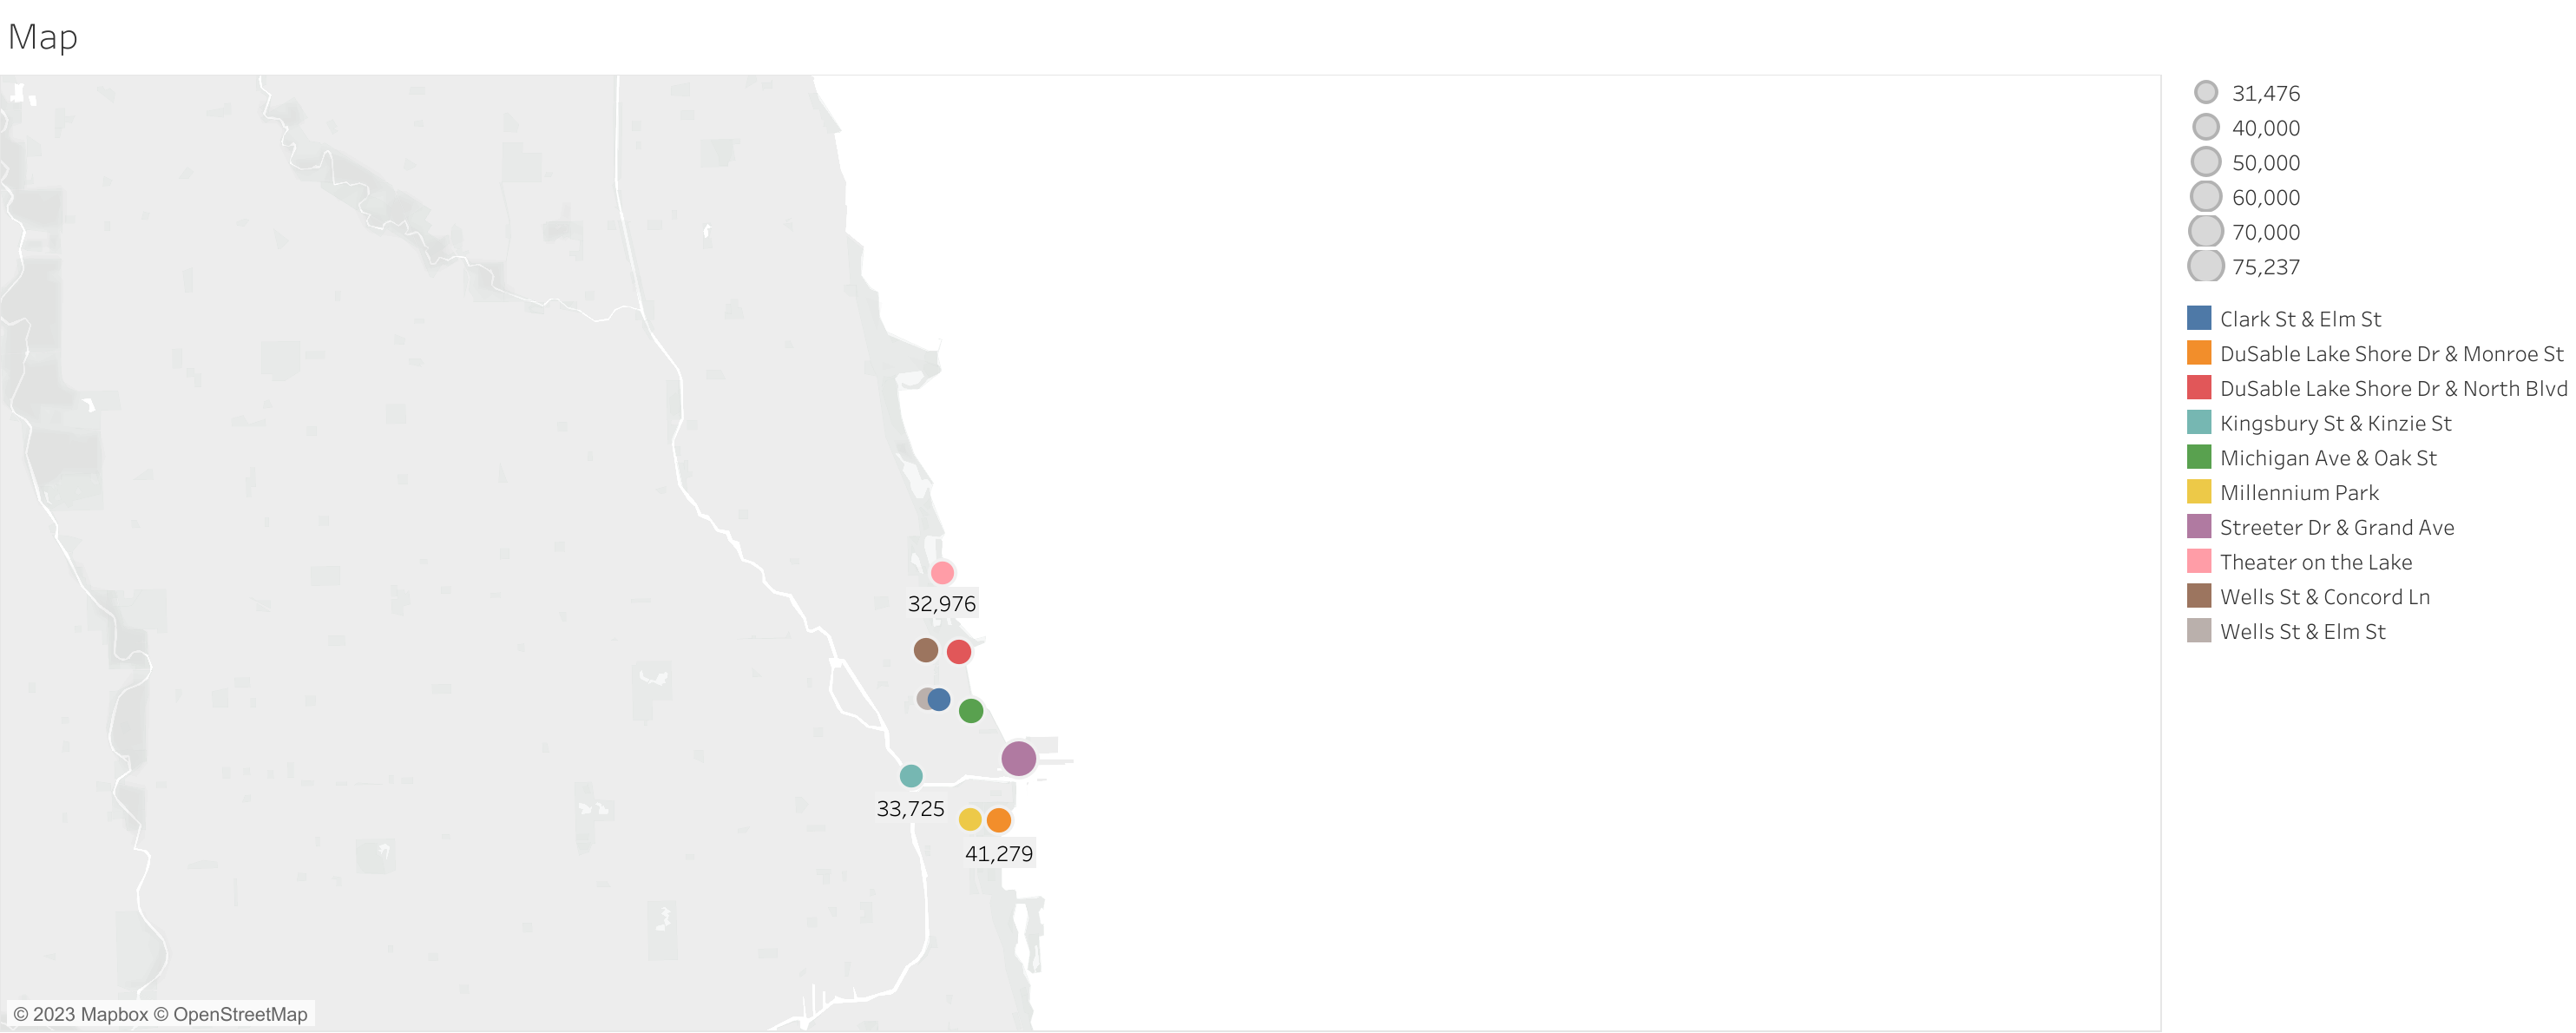 Map
32,976
33,725
41,279
© 2023 Mapbox © OpenStreetMap
31,476
40,000
50,000
60,000
70,000
75,237
Clark St & Elm St
DuSable Lake Shore Dr & Monroe St
DuSable Lake Shore Dr & North Blvd
Kingsbury St & Kinzie St
Michigan Ave & Oak St
Millennium Park
Streeter Dr & Grand Ave
Theater on the Lake
Wells St & Concord Ln
Wells St & Elm St